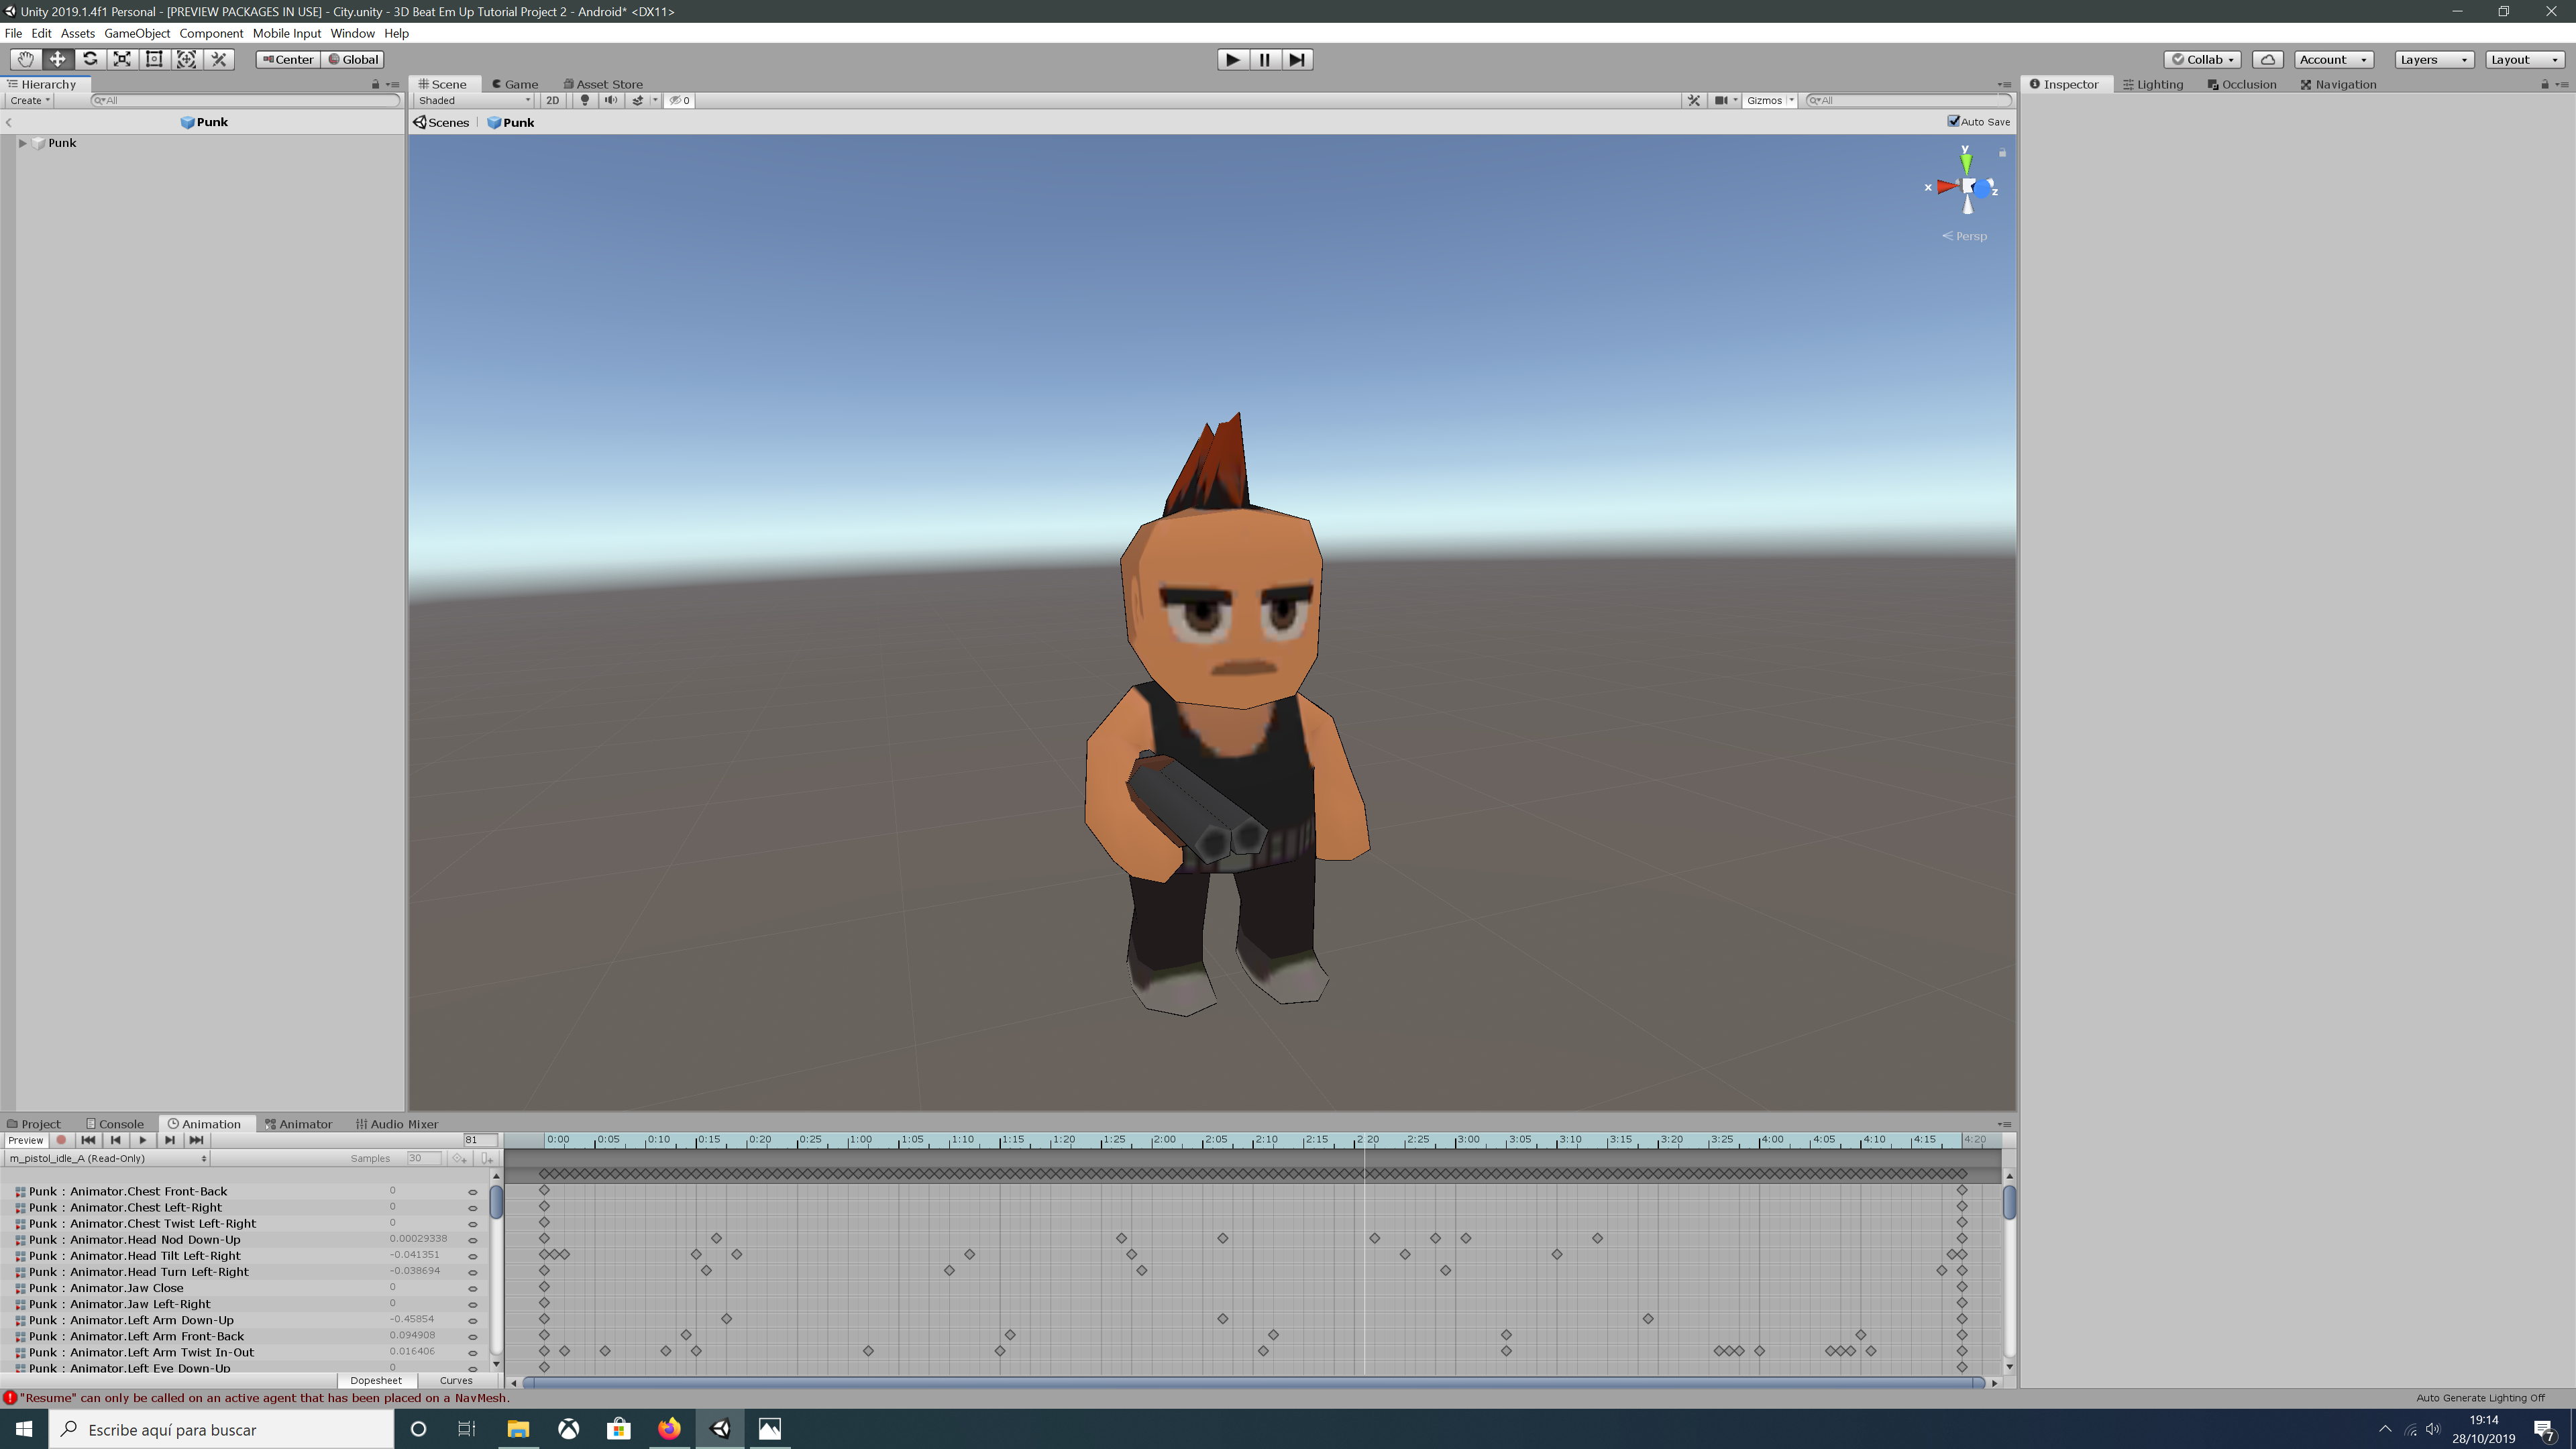 Unity 2019.1.4f1 Personal - [PREVIEW PACKAGES IN USE] - City.unity - 3D Beat Em Up Tutorial Project 2 - Android* <DX11>
File Edit Assets GameObject Component Mobile Input Window Help
Center Global Collab Account Layers Layout
Hierarchy Scene Game Asset Store Inspector Lighting Occlusion Navigation
Create All Shaded 2D 0 Gizmos All
Punk Scenes Punk Auto Save
Punk
y
x z
Persp
Project Console Animation Animator Audio Mixer
Preview 81 0:00 0:05 0:10 0:15 0:20 0:25 1:00 1:05 1:10 1:15 1:20 1:25 2:00 2:05 2:10 2:15 2:20 2:25 3:00 3:05 3:10 3:15 3:20 3:25 4:00 4:05 4:10 4:15 4:20
m_pistol_idle_A (Read-Only) Samples 30
Punk : Animator.Chest Front-Back 0
Punk : Animator.Chest Left-Right 0
Punk : Animator.Chest Twist Left-Right 0
Punk : Animator.Head Nod Down-Up 0.00029338
Punk : Animator.Head Tilt Left-Right -0.041351
Punk : Animator.Head Turn Left-Right -0.038694
Punk : Animator.Jaw Close 0
Punk : Animator.Jaw Left-Right 0
Punk : Animator.Left Arm Down-Up -0.45854
Punk : Animator.Left Arm Front-Back 0.094908
Punk : Animator.Left Arm Twist In-Out 0.016406
Punk : Animator.Left Eye Down-Up 0
Dopesheet Curves
"Resume" can only be called on an active agent that has been placed on a NavMesh. Auto Generate Lighting Off
Escribe aquí para buscar
19:14
28/10/2019
7